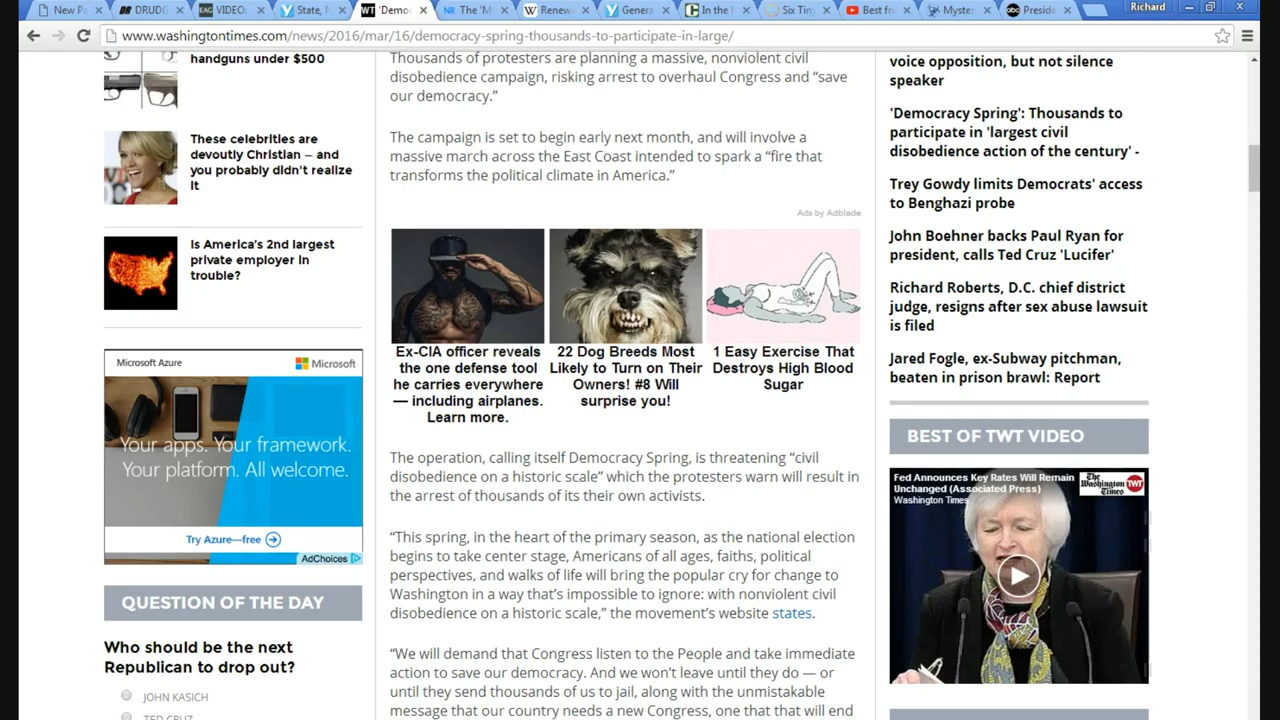 New Pa
DRUDG
EAG VIDEO:
State, N
WT 'Demo
NR The 'M
Renew
Genera
In the l
Six Tim
Best fri
Myster
abc Preside
Richard
www.washingtontimes.com/news/2016/mar/16/democracy-spring-thousands-to-participate-in-large/
handguns under $500
These celebrities are
devoutly Christian – and
you probably didn't realize
it
Is America's 2nd largest
private employer in
trouble?
Microsoft Azure
Microsoft
Your apps. Your framework.
Your platform. All welcome.
Try Azure—free
AdChoices
QUESTION OF THE DAY
Who should be the next
Republican to drop out?
JOHN KASICH
TED CRUZ
Thousands of protesters are planning a massive, nonviolent civil
disobedience campaign, risking arrest to overhaul Congress and “save
our democracy.”
The campaign is set to begin early next month, and will involve a
massive march across the East Coast intended to spark a “fire that
transforms the political climate in America.”
Ads by Adblade
Ex-CIA officer reveals
the one defense tool
he carries everywhere
— including airplanes.
Learn more.
22 Dog Breeds Most
Likely to Turn on Their
Owners! #8 Will
surprise you!
1 Easy Exercise That
Destroys High Blood
Sugar
The operation, calling itself Democracy Spring, is threatening “civil
disobedience on a historic scale” which the protesters warn will result in
the arrest of thousands of its their own activists.
“This spring, in the heart of the primary season, as the national election
begins to take center stage, Americans of all ages, faiths, political
perspectives, and walks of life will bring the popular cry for change to
Washington in a way that’s impossible to ignore: with nonviolent civil
disobedience on a historic scale,” the movement’s website states.
“We will demand that Congress listen to the People and take immediate
action to save our democracy. And we won’t leave until they do — or
until they send thousands of us to jail, along with the unmistakable
message that our country needs a new Congress, one that that will end
voice opposition, but not silence
speaker
'Democracy Spring': Thousands to
participate in 'largest civil
disobedience action of the century' -
Trey Gowdy limits Democrats' access
to Benghazi probe
John Boehner backs Paul Ryan for
president, calls Ted Cruz 'Lucifer'
Richard Roberts, D.C. chief district
judge, resigns after sex abuse lawsuit
is filed
Jared Fogle, ex-Subway pitchman,
beaten in prison brawl: Report
BEST OF TWT VIDEO
Fed Announces Key Rates Will Remain
Unchanged (Associated Press)
Washington Times
The Washington Times TWT